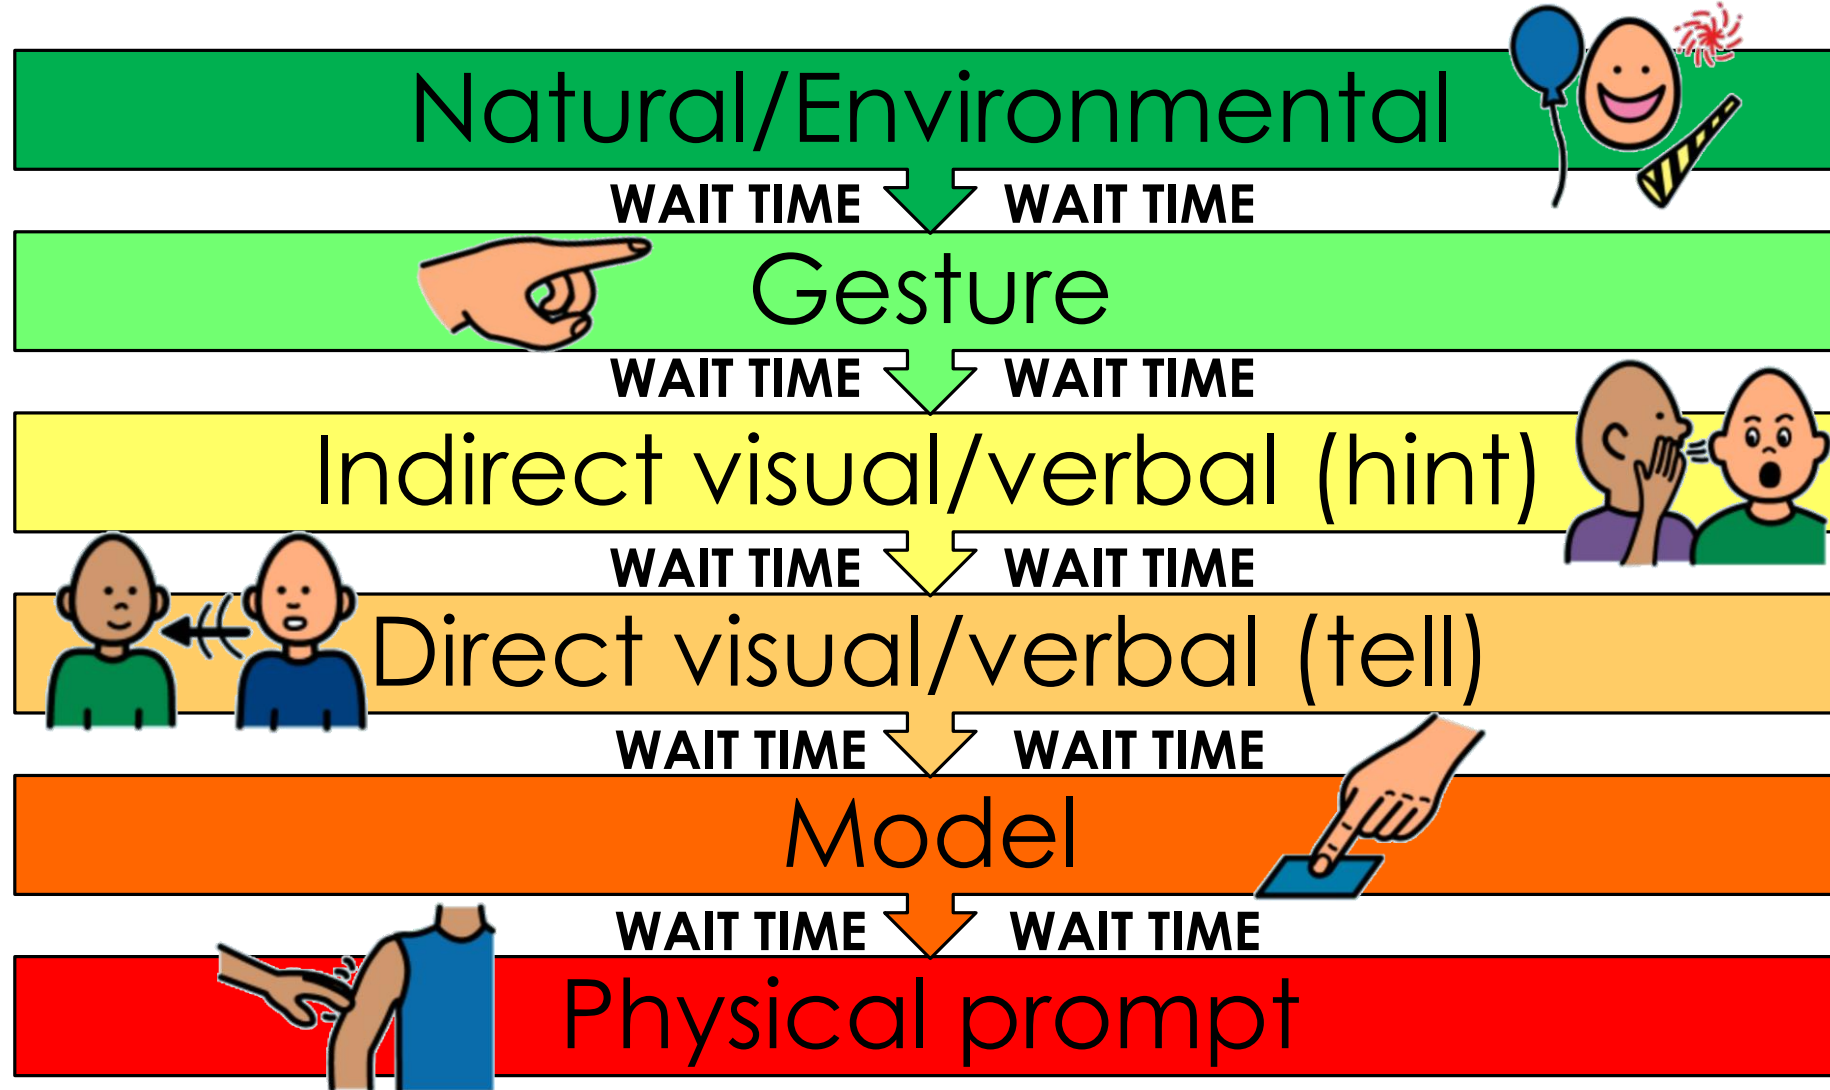 Natural/Environmental
WAIT TIME WAIT TIME
Gesture
WAIT TIME WAIT TIME
Indirect visual/verbal (hint)
WAIT TIME WAIT TIME
Direct visual/verbal (tell)
WAIT TIME WAIT TIME
Model
WAIT TIME WAIT TIME
Physical prompt